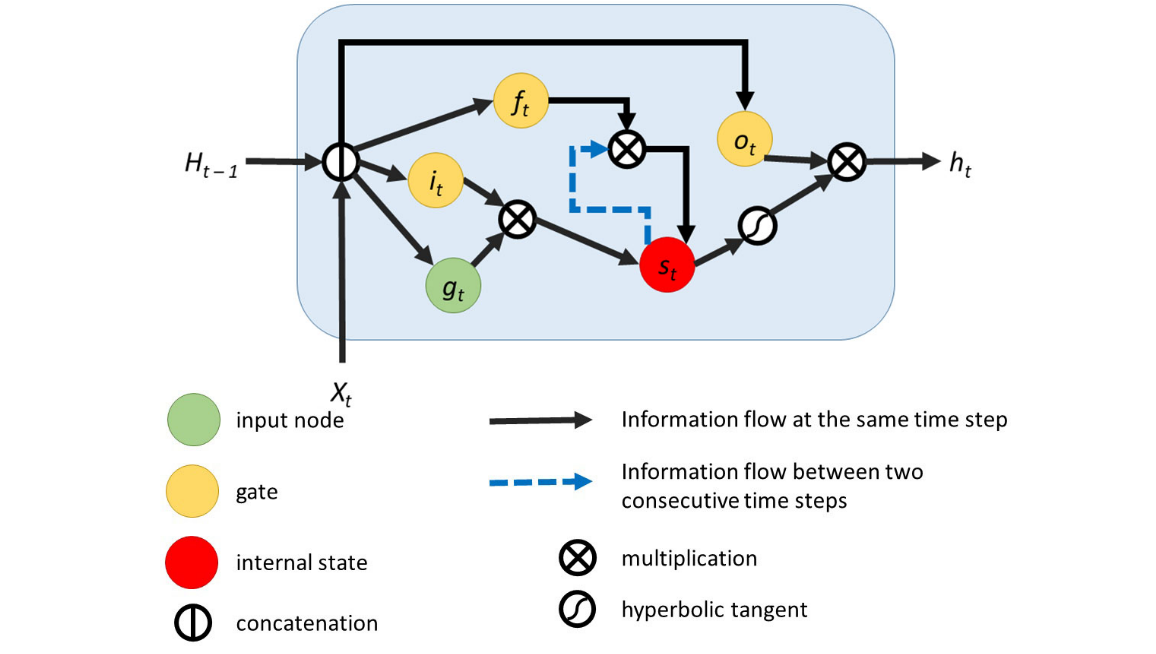 f_t
o_t
H_{t-1}
i_t
h_t
s_t
g_t
X_t
input node
Information flow at the same time step
gate
Information flow between two
consecutive time steps
internal state
multiplication
concatenation
hyperbolic tangent